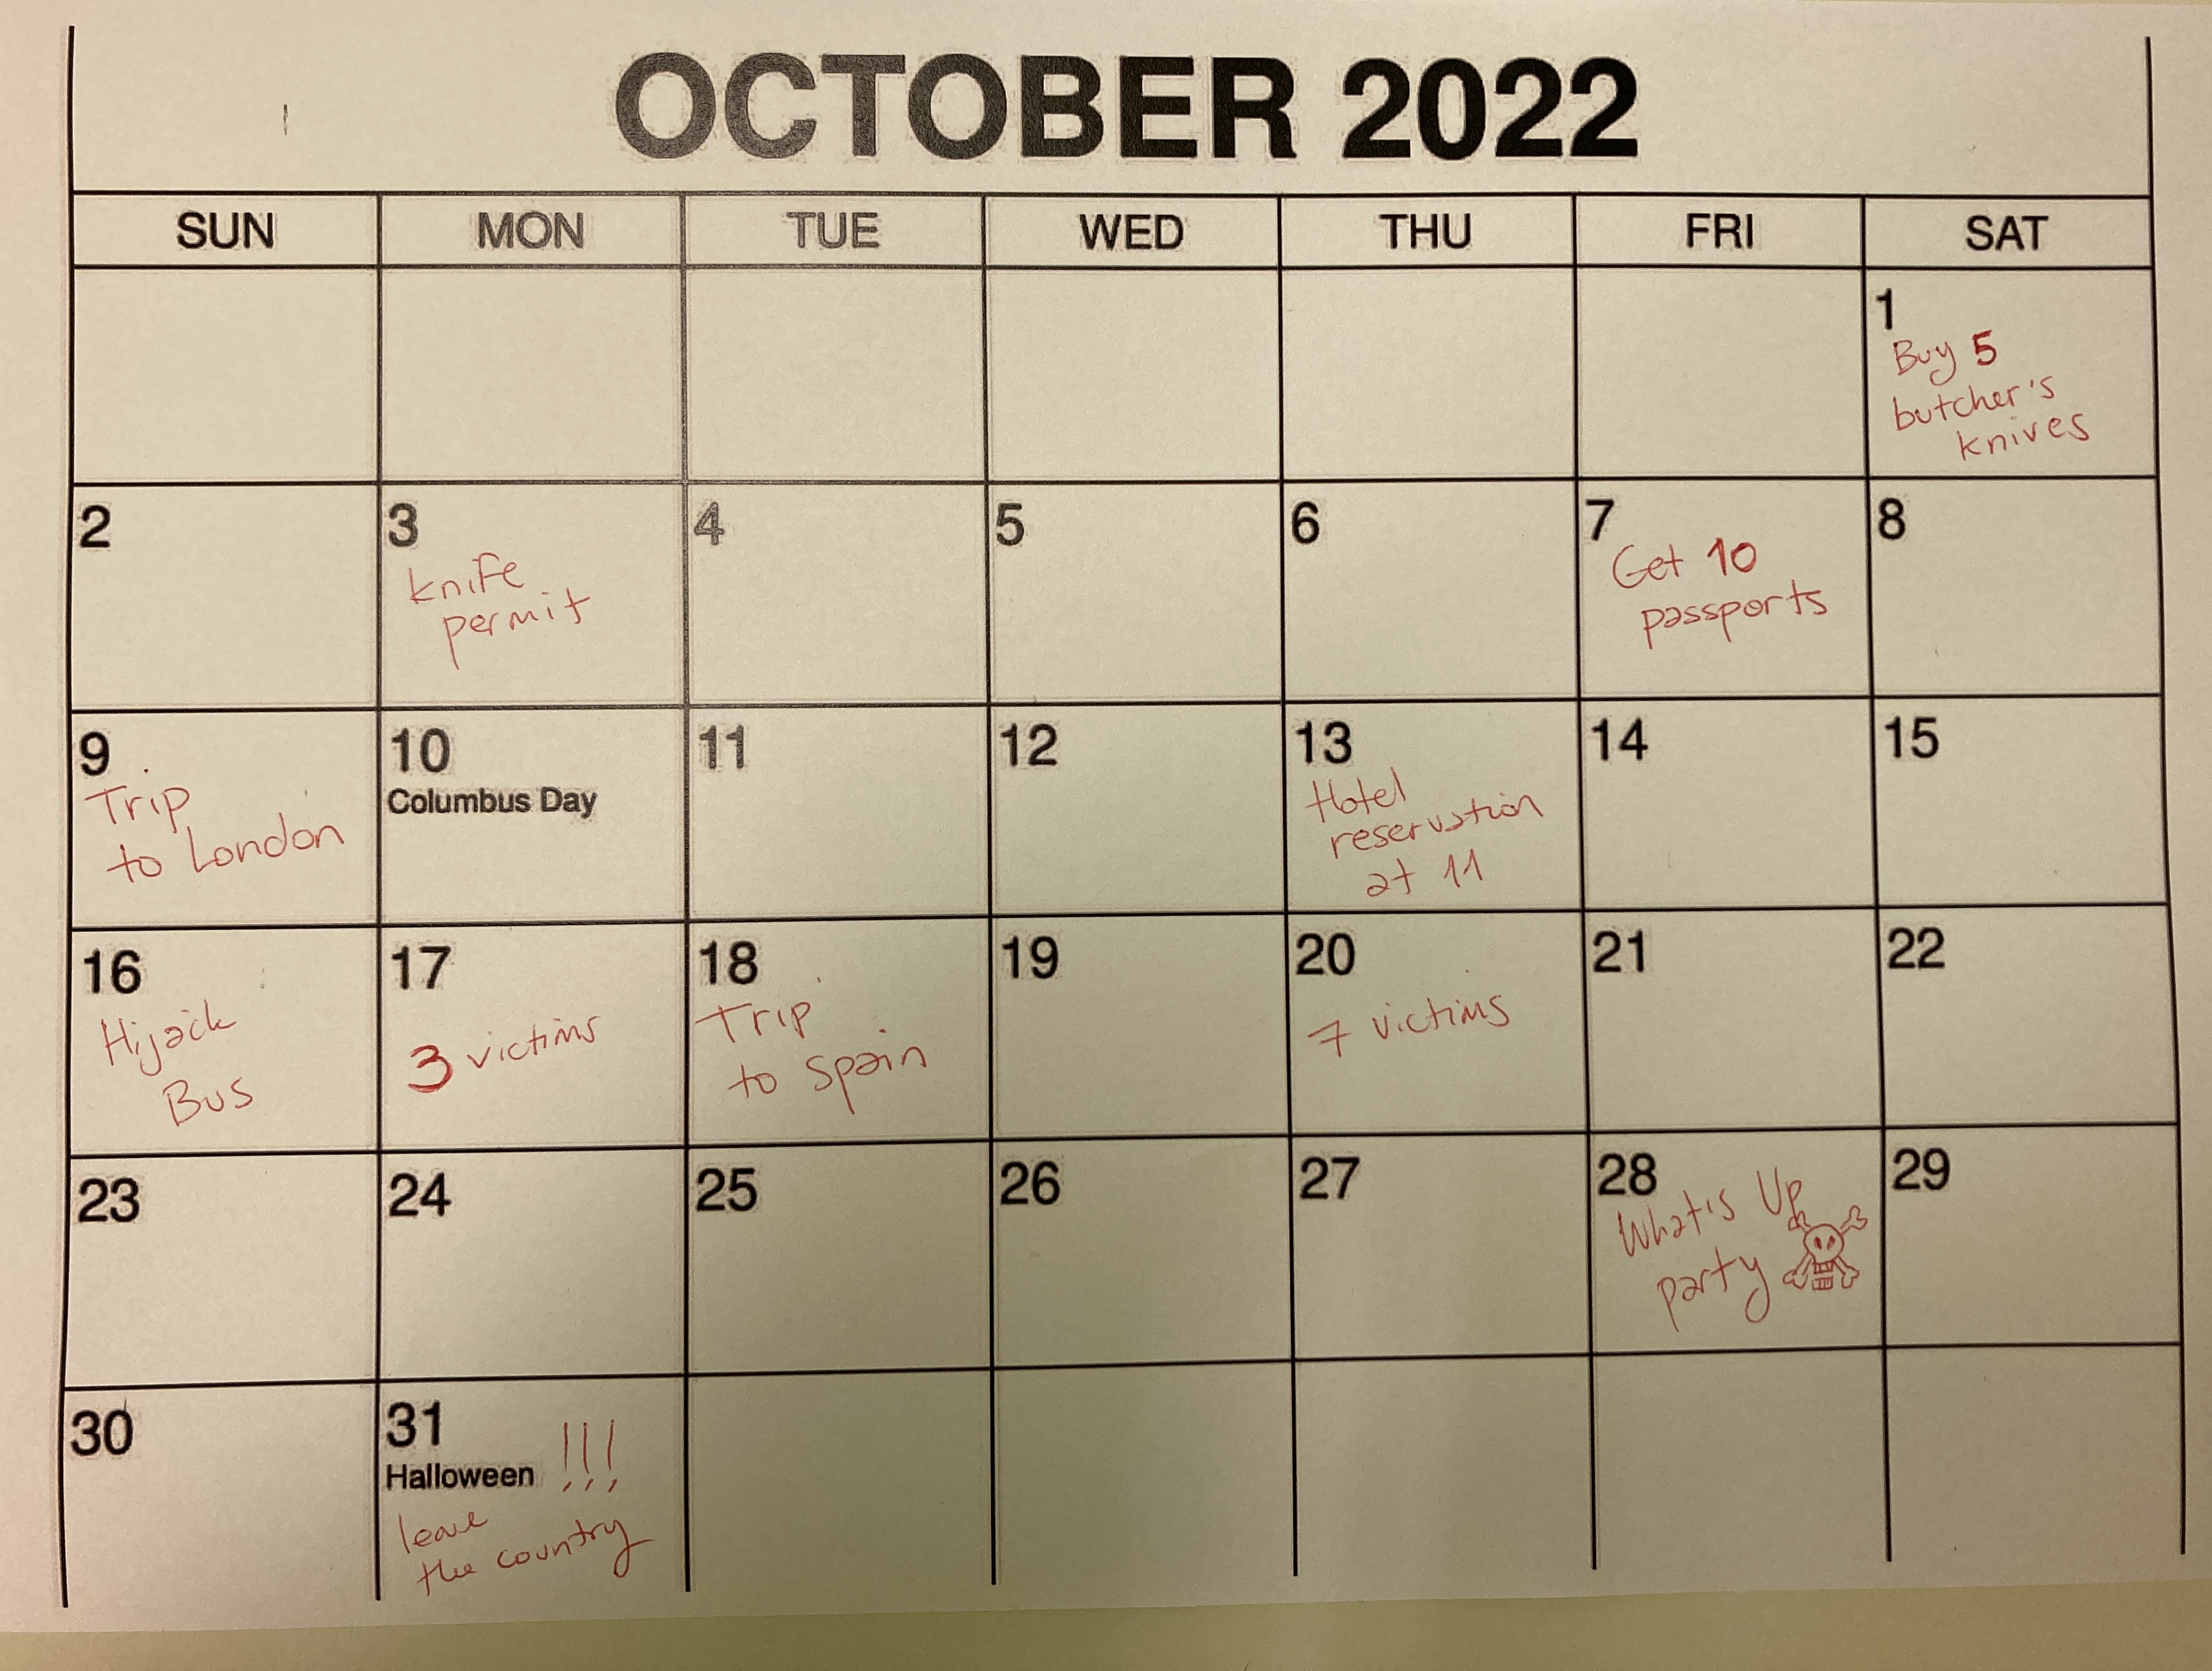 OCTOBER 2022
SUN MON TUE WED THU FRI SAT
1
Buy 5
butcher's
knives
2
3
knife
permit
4
5
6
7
Get 10
passports
8
9
Trip
to London
10
Columbus Day
11
12
13
Hotel
reservation
at 11
14
15
16
Hijack
Bus
17
3 victims
18
Trip
to Spain
19
20
7 victims
21
22
23
24
25
26
27
28
What's Up
party
29
30
31
Halloween !!!
leave
the country